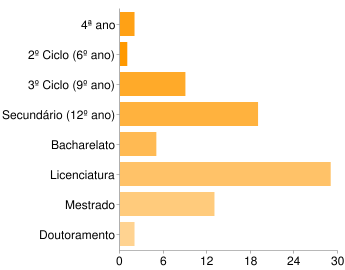 4ª ano
2º Ciclo (6º ano)
3º Ciclo (9º ano)
Secundário (12º ano)
Bacharelato
Licenciatura
Mestrado
Doutoramento
0 6 12 18 24 30